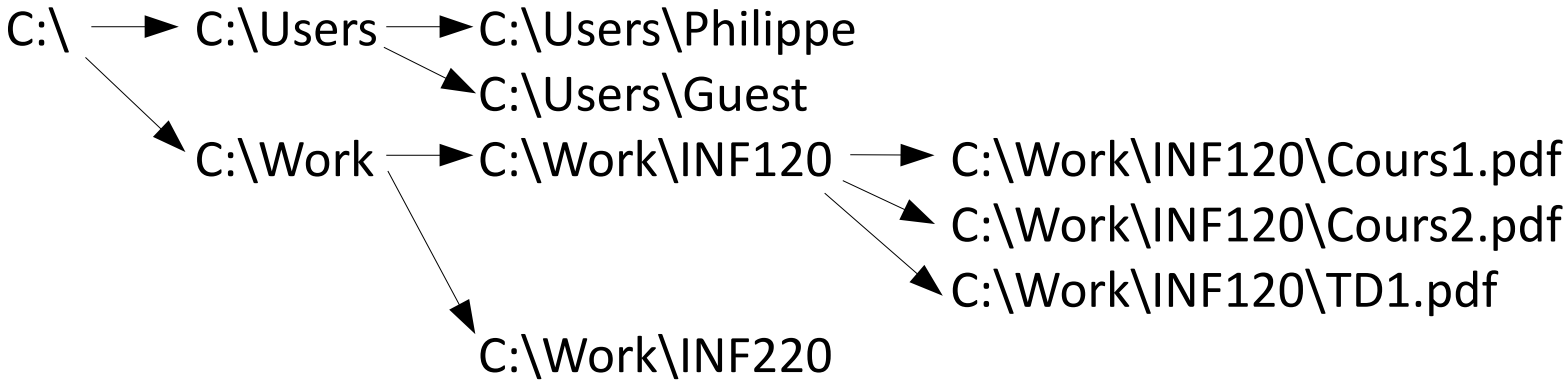 C:\ C:\Users C:\Users\Philippe
C:\Users\Guest
C:\Work C:\Work\INF120 C:\Work\INF120\Cours1.pdf
C:\Work\INF120\Cours2.pdf
C:\Work\INF120\TD1.pdf
C:\Work\INF220